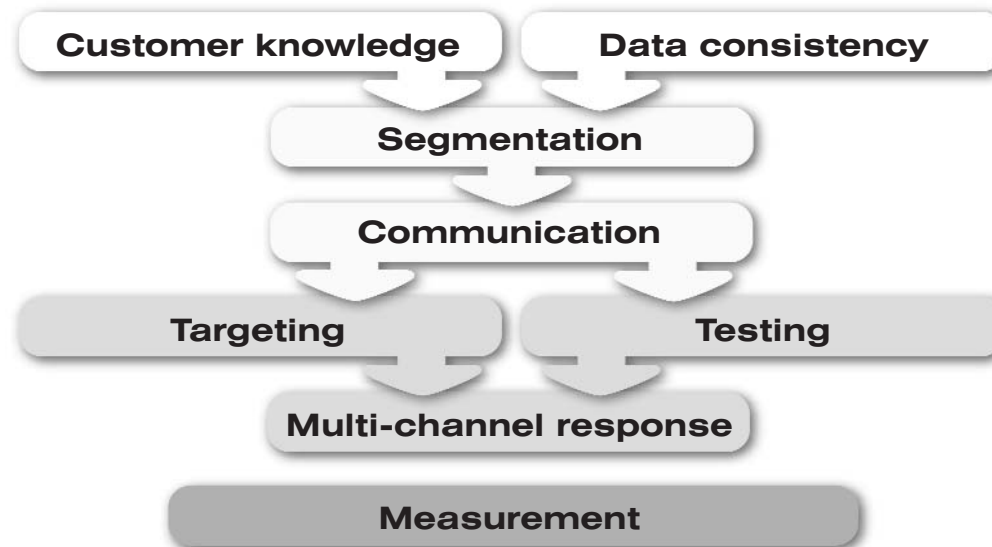 Customer knowledge
Data consistency
Segmentation
Communication
Targeting
Testing
Multi-channel response
Measurement